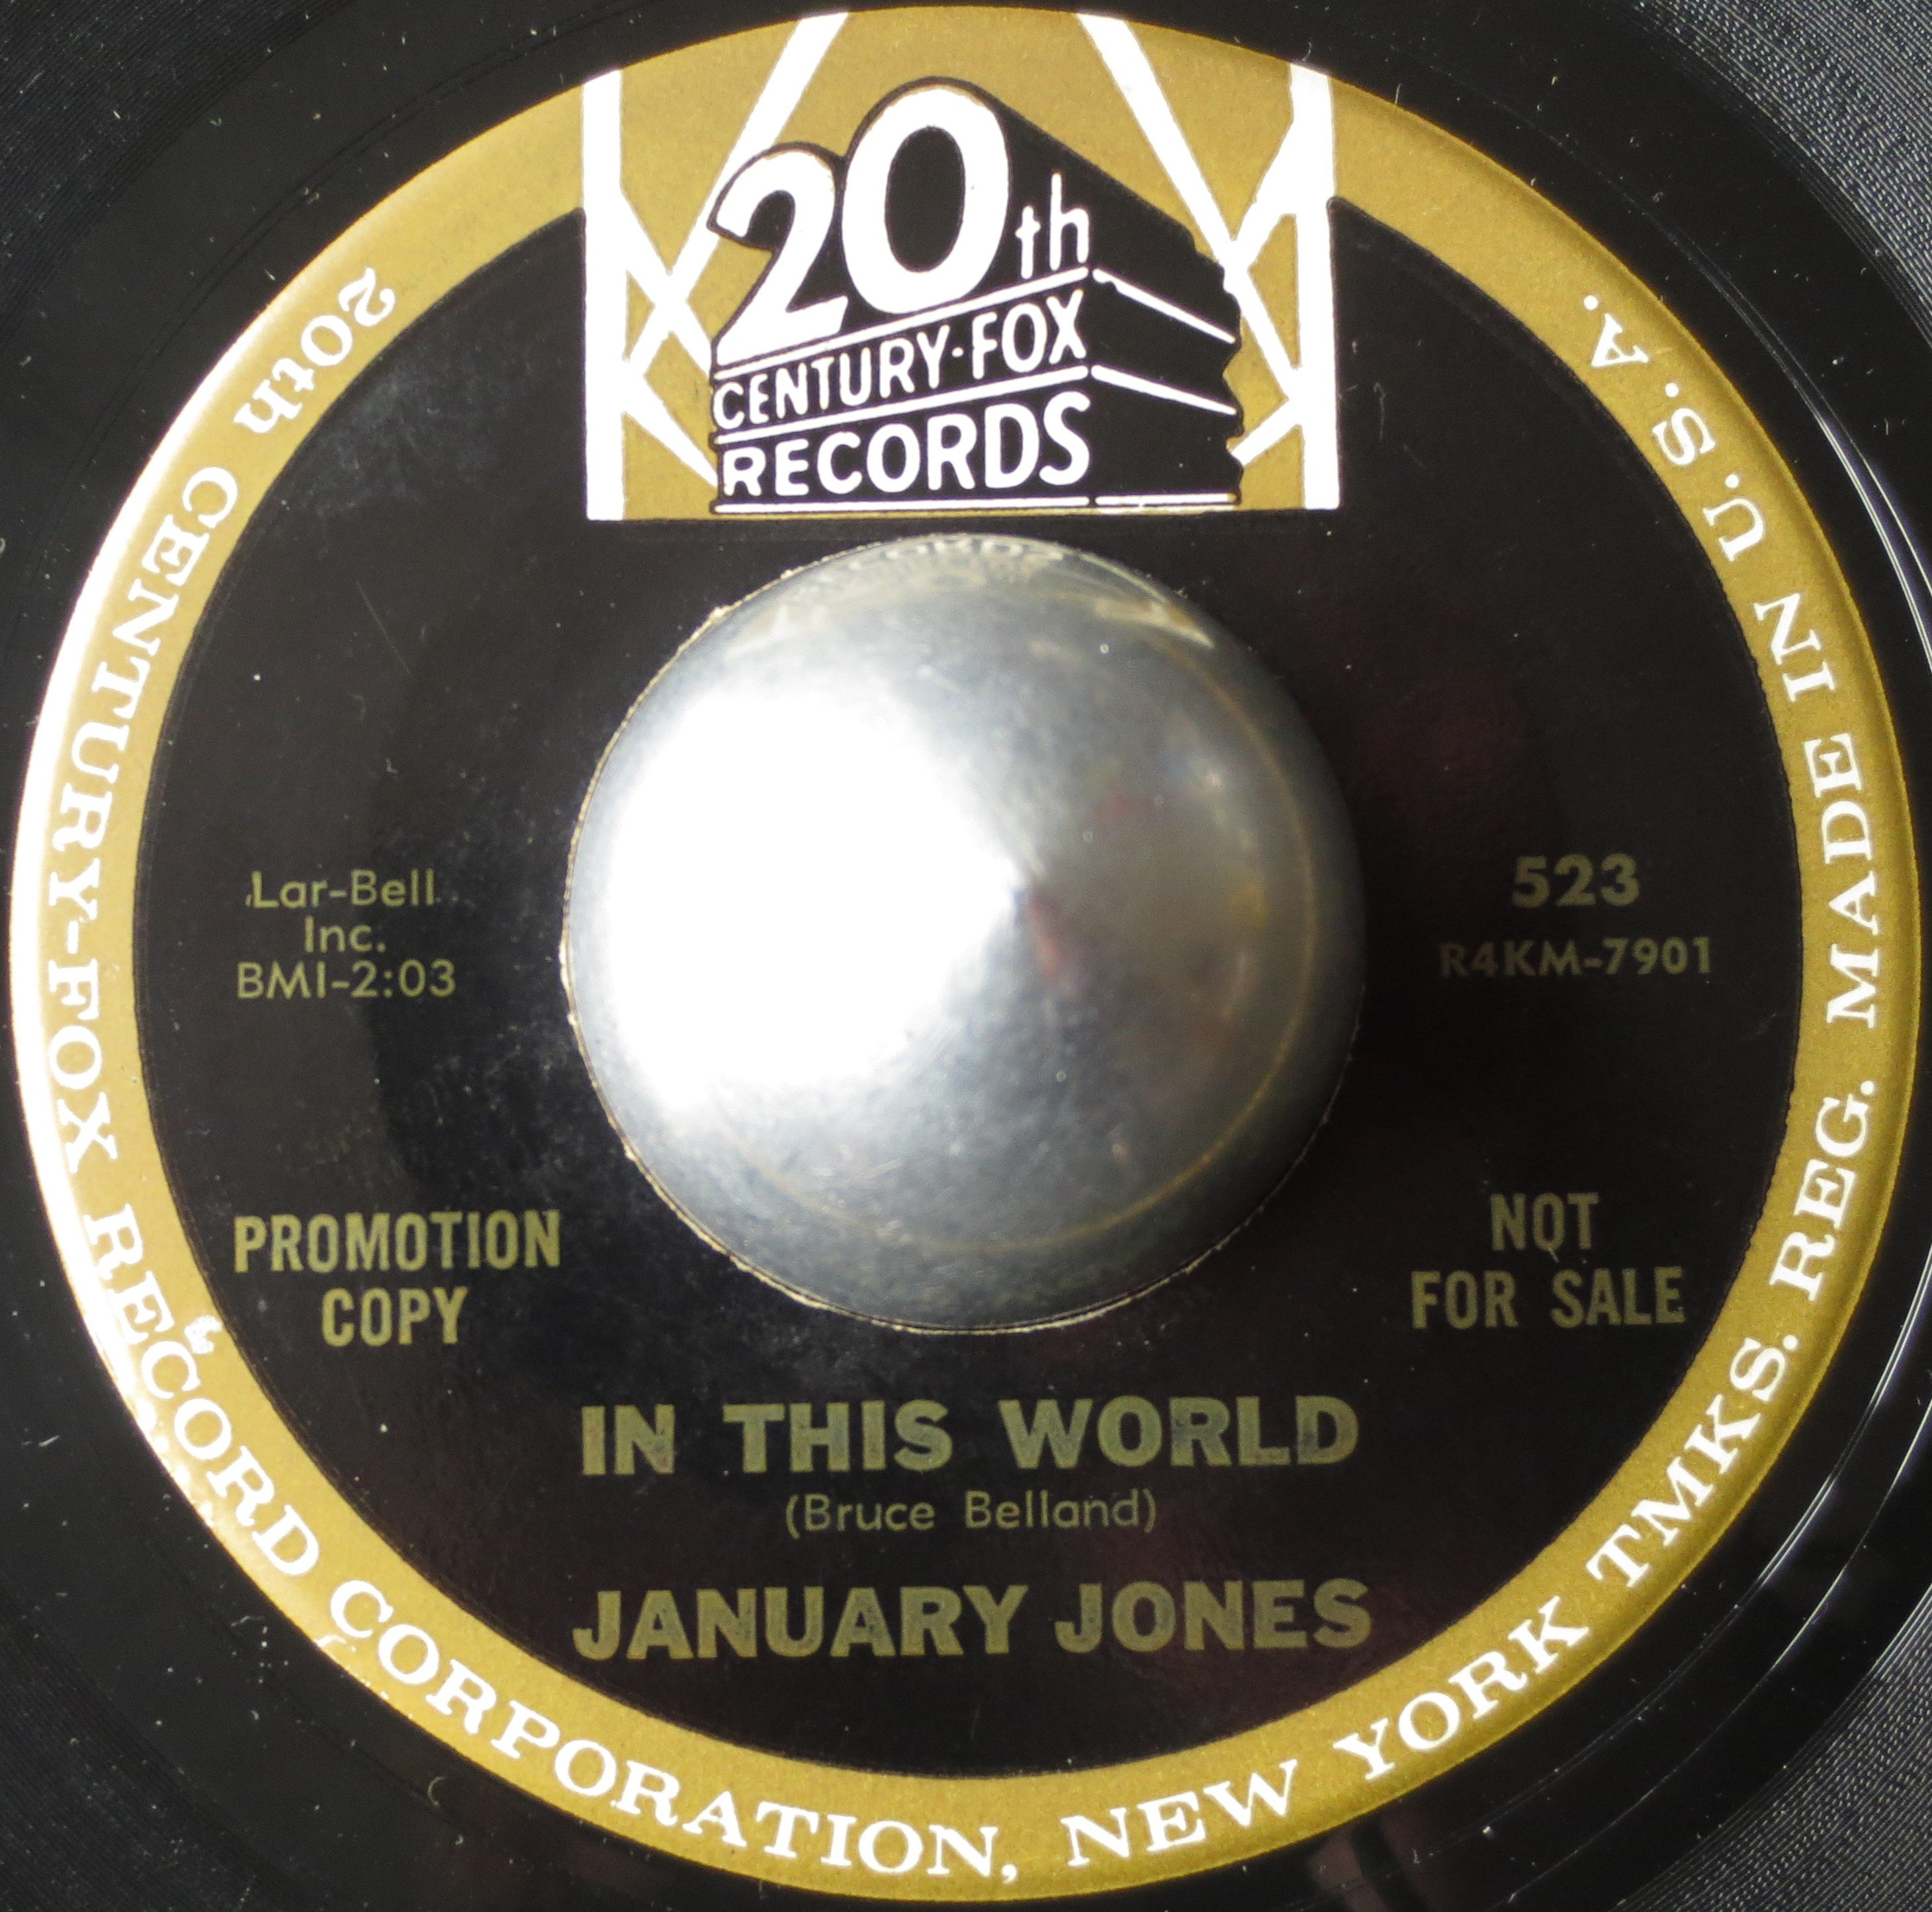 20th
CENTURY-FOX
RECORDS
Lar-Bell
Inc.
BMI-2:03
523
R4KM-7901
PROMOTION
COPY
NOT
FOR SALE
IN THIS WORLD
(Bruce Belland)
JANUARY JONES
20th CENTURY-FOX RECORD CORPORATION, NEW YORK TMKS. REG. MADE IN U.S.A.